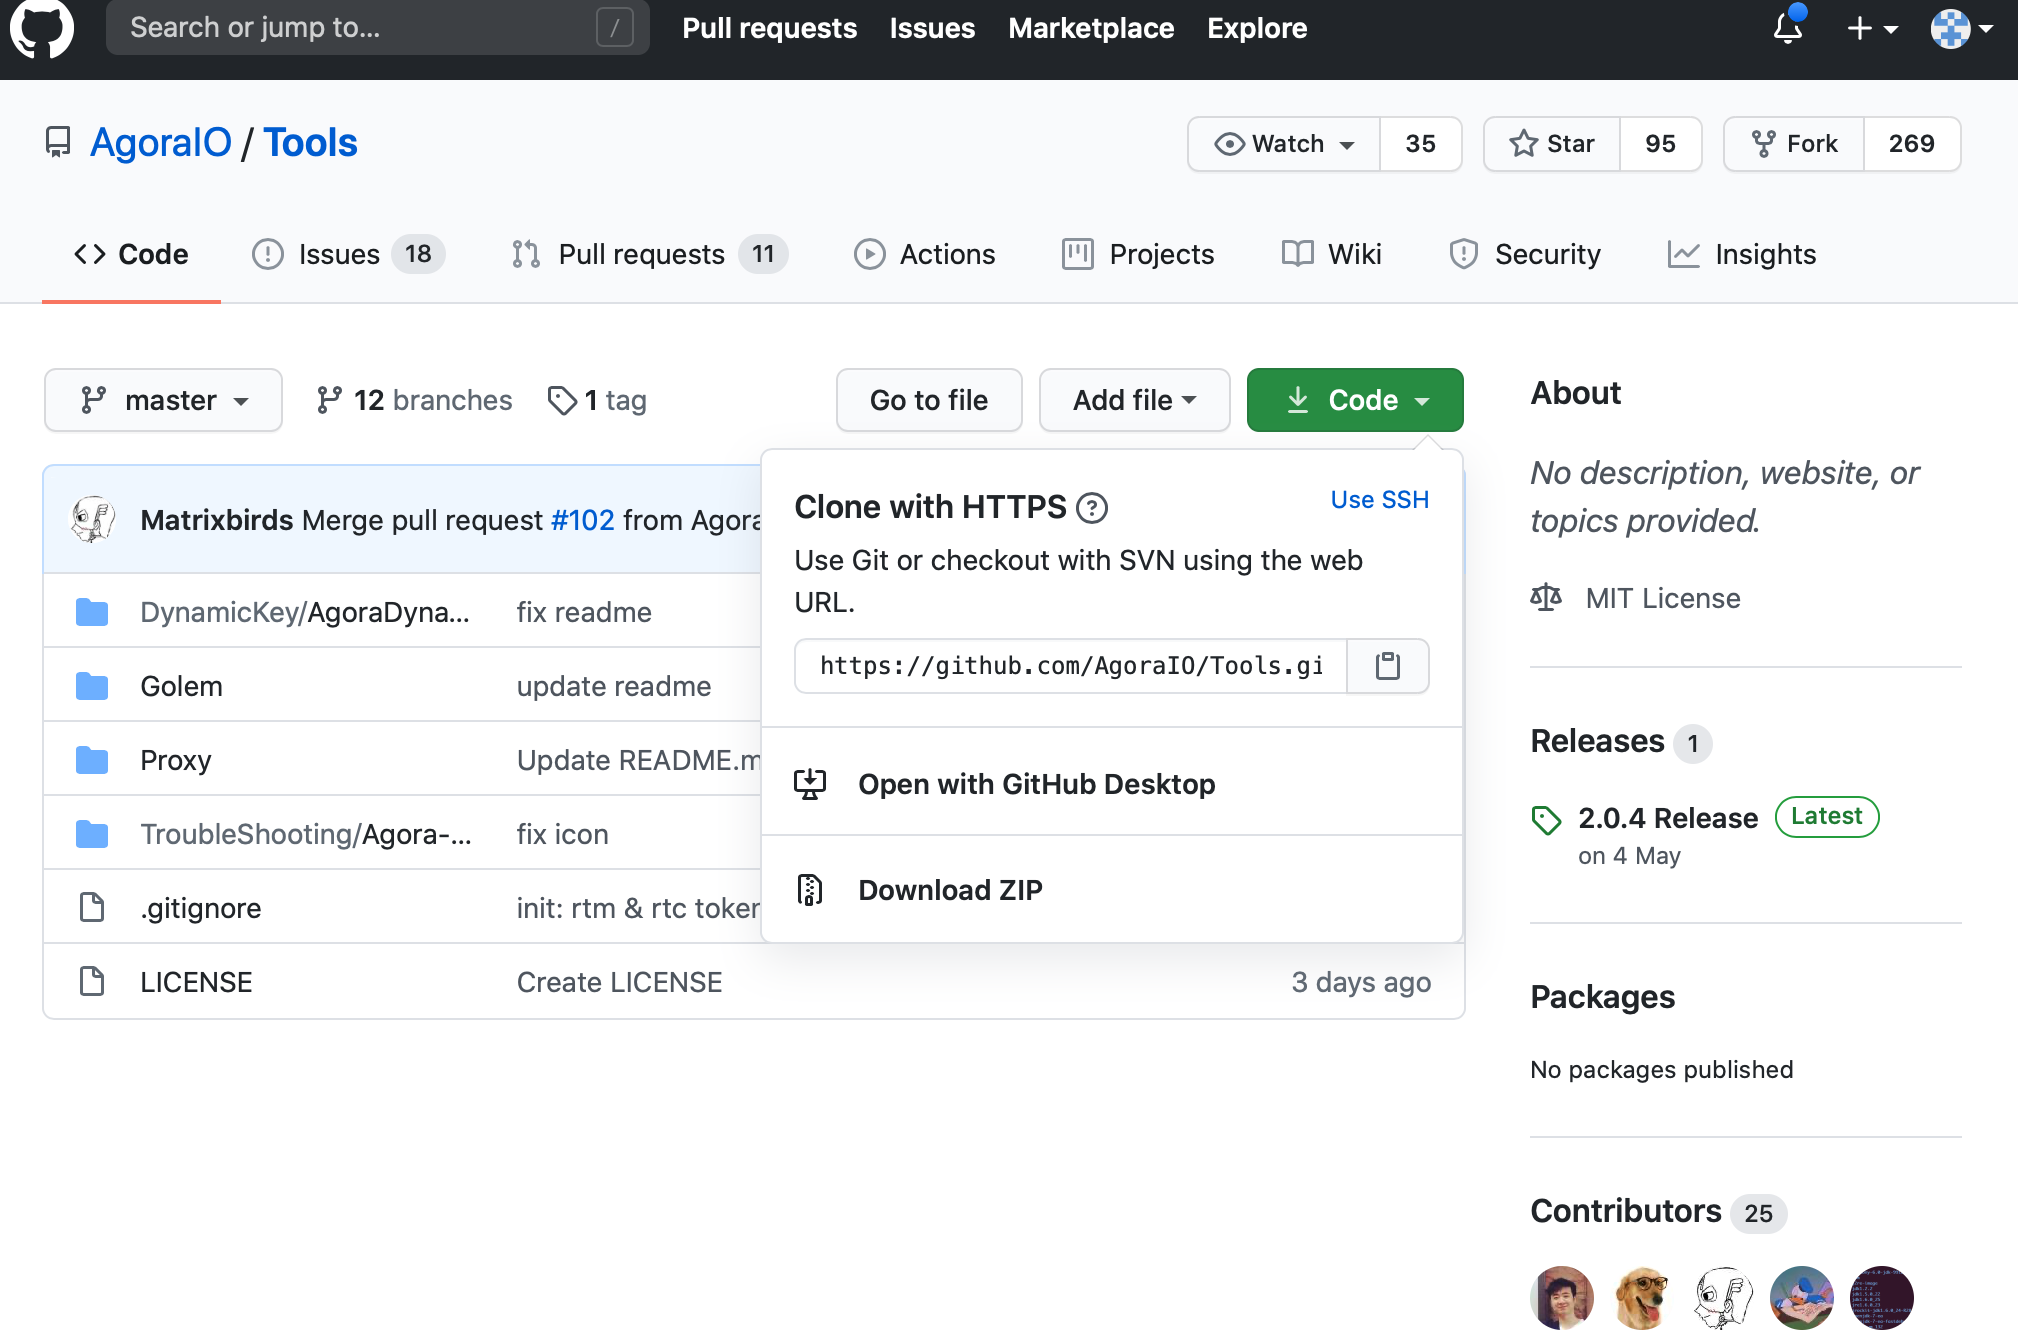 Search or jump to... /
Pull requests Issues Marketplace Explore
AgoraIO / Tools
Watch 35 Star 95 Fork 269
Code Issues 18 Pull requests 11 Actions Projects Wiki Security Insights
master 12 branches 1 tag Go to file Add file Code
Matrixbirds Merge pull request #102 from Agora
DynamicKey/AgoraDyna... fix readme
Golem update readme
Proxy Update README.m
TroubleShooting/Agora-... fix icon
.gitignore init: rtm & rtc token
LICENSE Create LICENSE 3 days ago
Clone with HTTPS ? Use SSH
Use Git or checkout with SVN using the web
URL.
https://github.com/AgoraIO/Tools.gi
Open with GitHub Desktop
Download ZIP
About
No description, website, or
topics provided.
MIT License
Releases 1
2.0.4 Release Latest
on 4 May
Packages
No packages published
Contributors 25